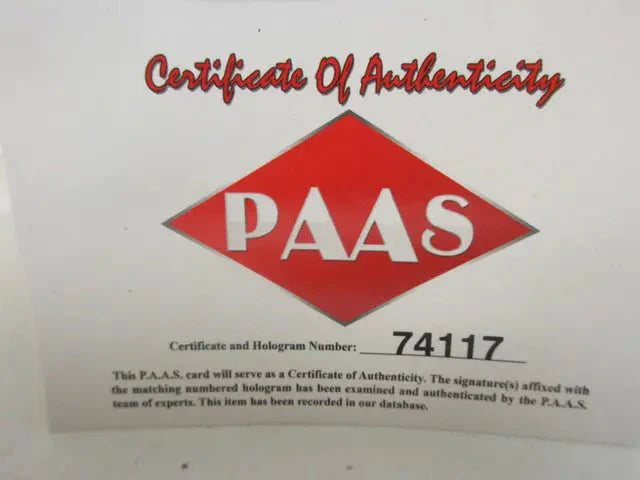 Certificate Of Authenticity
PAAS
Certificate and Hologram Number: 74117
This P.A.A.S. card will serve as a Certificate of Authenticity. The signature(s) affixed with
the matching numbered hologram has been examined and authenticated by the P.A.A.S.
team of experts. This item has been recorded in our database.